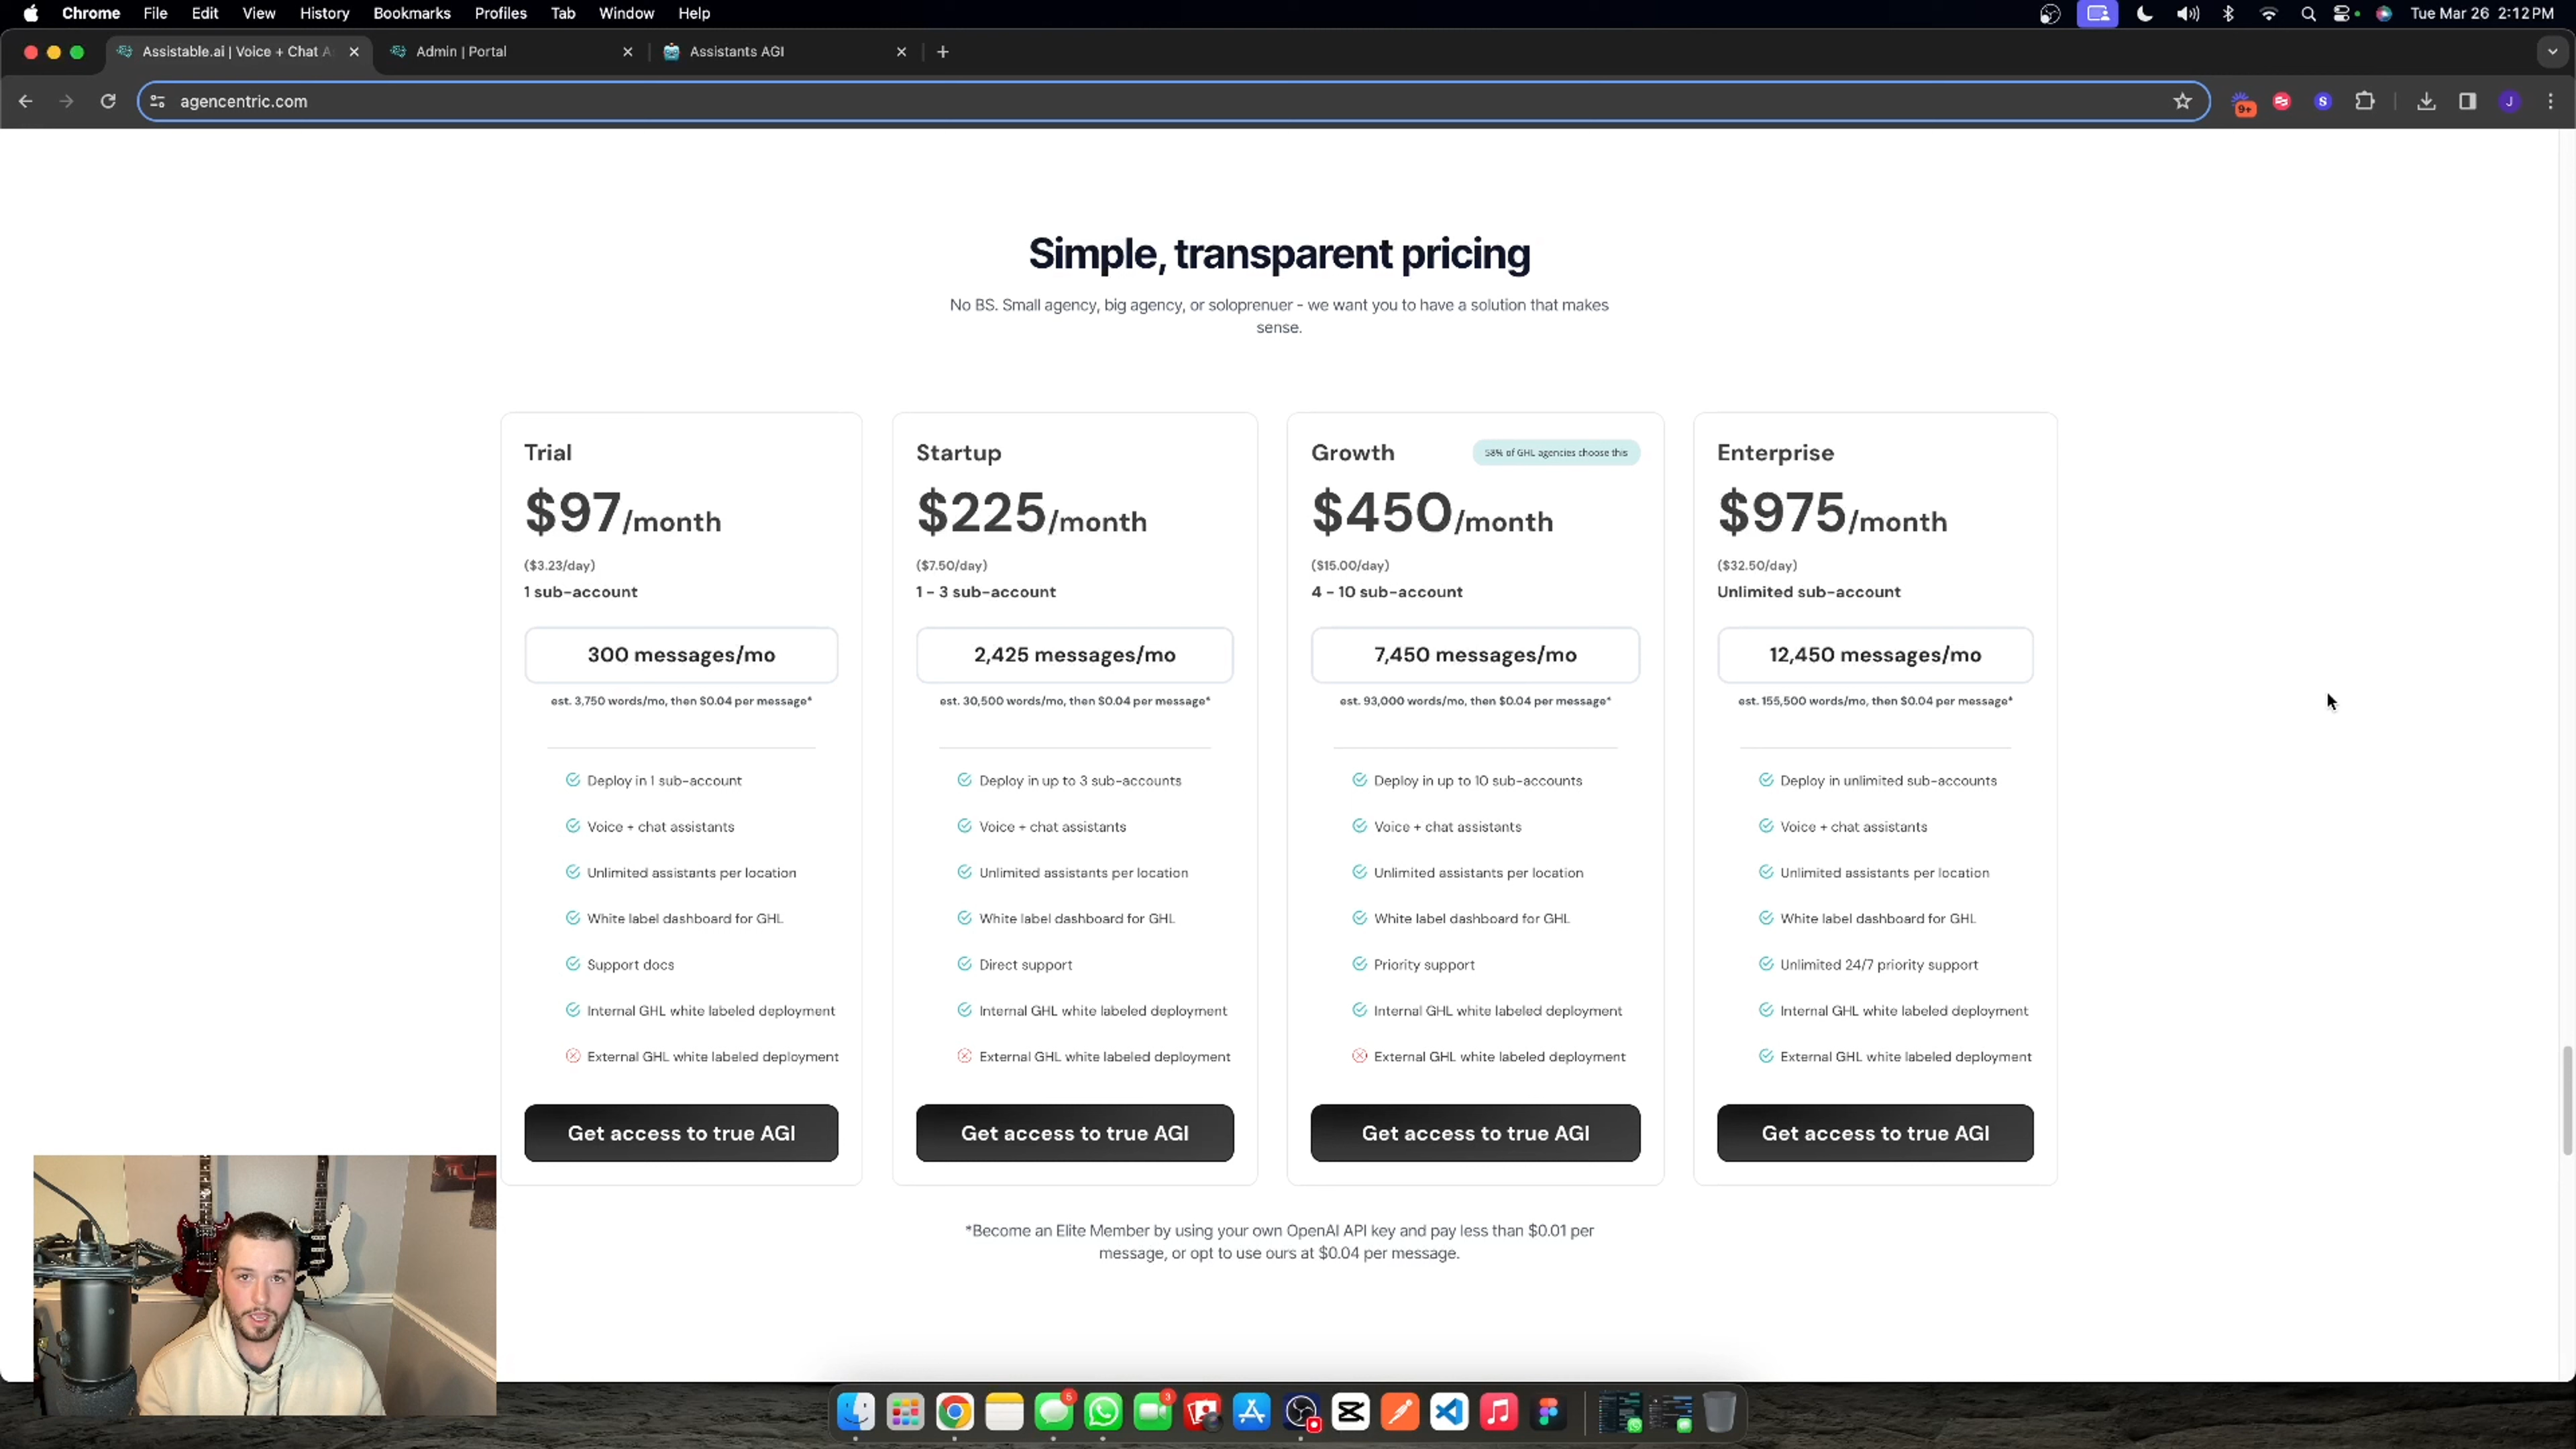 Chrome File Edit View History Bookmarks Profiles Tab Window Help
Tue Mar 26 2:12 PM
Assistable.ai | Voice + Chat A
Admin | Portal
Assistants AGI
agencentric.com
9+
S
J
Simple, transparent pricing
No BS. Small agency, big agency, or soloprenuer - we want you to have a solution that makes
sense.
Trial
$97/month
($3.23/day)
1 sub-account
300 messages/mo
est. 3,750 words/mo, then $0.04 per message*
Deploy in 1 sub-account
Voice + chat assistants
Unlimited assistants per location
White label dashboard for GHL
Support docs
Internal GHL white labeled deployment
External GHL white labeled deployment
Get access to true AGI
Startup
$225/month
($7.50/day)
1 - 3 sub-account
2,425 messages/mo
est. 30,500 words/mo, then $0.04 per message*
Deploy in up to 3 sub-accounts
Voice + chat assistants
Unlimited assistants per location
White label dashboard for GHL
Direct support
Internal GHL white labeled deployment
External GHL white labeled deployment
Get access to true AGI
Growth
58% of GHL agencies choose this
$450/month
($15.00/day)
4 - 10 sub-account
7,450 messages/mo
est. 93,000 words/mo, then $0.04 per message*
Deploy in up to 10 sub-accounts
Voice + chat assistants
Unlimited assistants per location
White label dashboard for GHL
Priority support
Internal GHL white labeled deployment
External GHL white labeled deployment
Get access to true AGI
Enterprise
$975/month
($32.50/day)
Unlimited sub-account
12,450 messages/mo
est. 155,500 words/mo, then $0.04 per message*
Deploy in unlimited sub-accounts
Voice + chat assistants
Unlimited assistants per location
White label dashboard for GHL
Unlimited 24/7 priority support
Internal GHL white labeled deployment
External GHL white labeled deployment
Get access to true AGI
*Become an Elite Member by using your own OpenAI API key and pay less than $0.01 per
message, or opt to use ours at $0.04 per message.
5
3